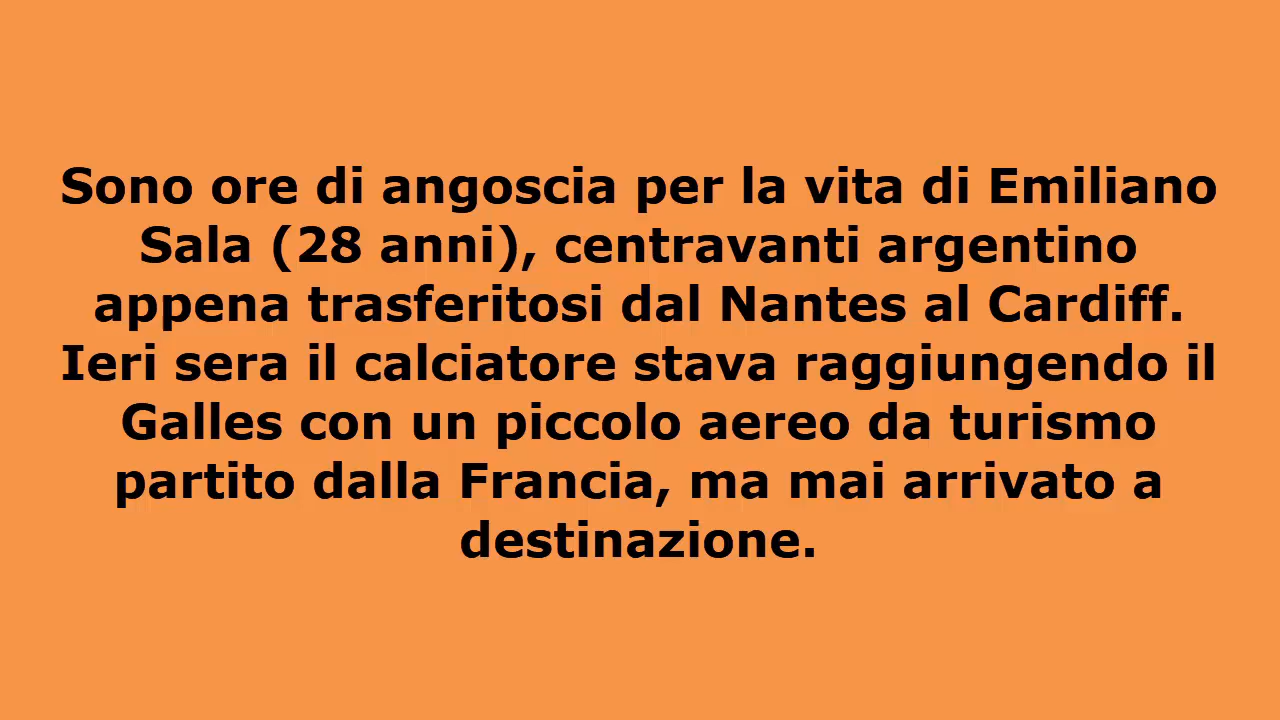 Sono ore di angoscia per la vita di Emiliano
Sala (28 anni), centravanti argentino
appena trasferitosi dal Nantes al Cardiff.
Ieri sera il calciatore stava raggiungendo il
Galles con un piccolo aereo da turismo
partito dalla Francia, ma mai arrivato a
destinazione.